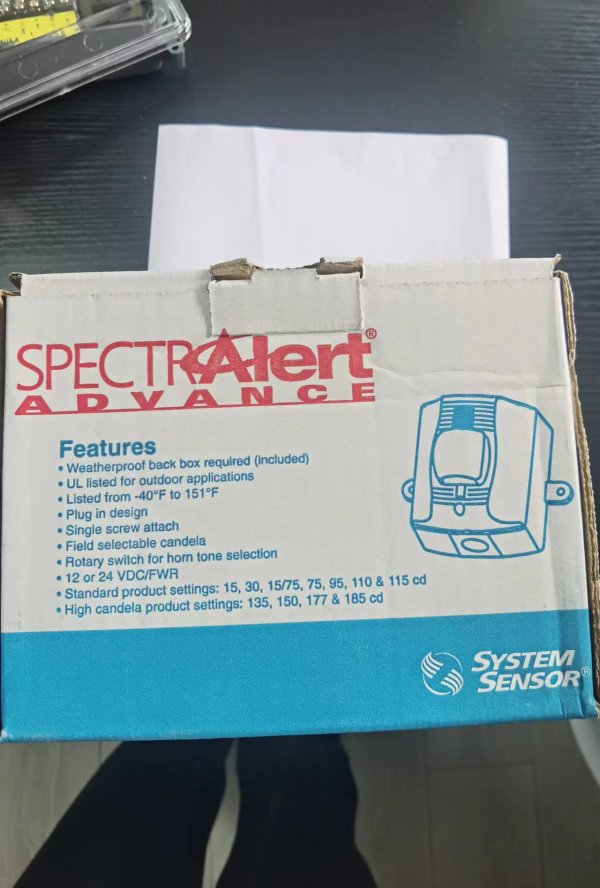 SPECTRAlert®
ADVANCE
Features
• Weatherproof back box required (included)
• UL listed for outdoor applications
• Listed from -40°F to 151°F
• Plug in design
• Single screw attach
• Field selectable candela
• Rotary switch for horn tone selection
• 12 or 24 VDC/FWR
• Standard product settings: 15, 30, 15/75, 75, 95, 110 & 115 cd
• High candela product settings: 135, 150, 177 & 185 cd
SYSTEM
SENSOR®